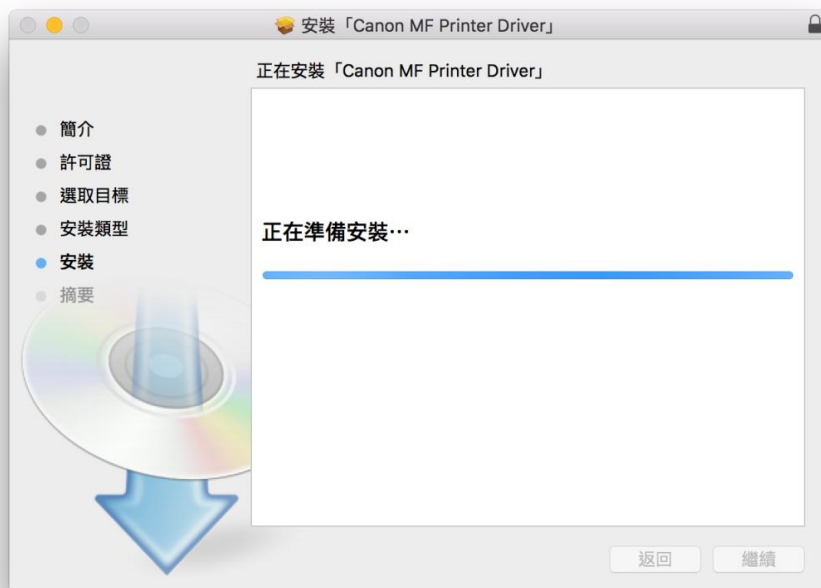 安裝「Canon MF Printer Driver」
正在安裝「Canon MF Printer Driver」
簡介
許可證
選取目標
安裝類型
安裝
摘要
正在準備安裝⋯
返回
繼續